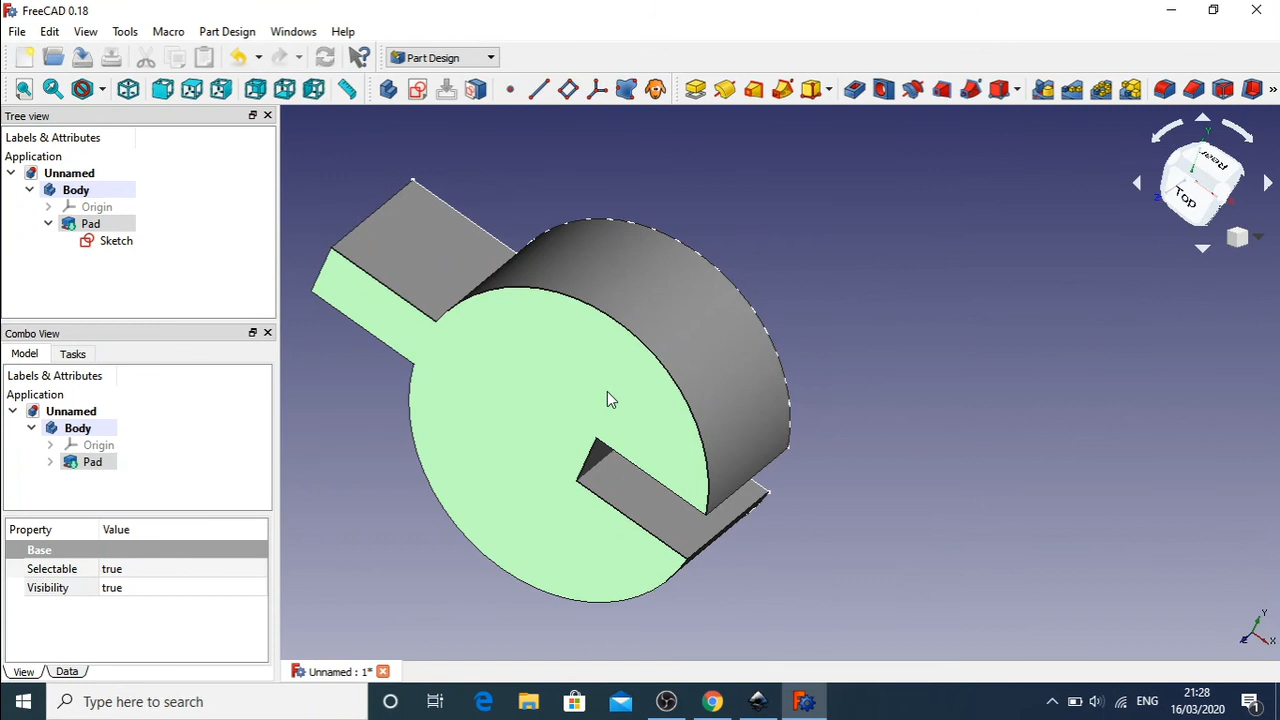 FreeCAD 0.18
File Edit View Tools Macro Part Design Windows Help
Part Design
Tree view
Labels & Attributes
Application
Unnamed
Body
Origin
Pad
Sketch
Combo View
Model Tasks
Labels & Attributes
Application
Unnamed
Body
Origin
Pad
Property Value
Base
Selectable true
Visibility true
View Data
Rear
Top
Y
Z
X
Y
Z
X
Unnamed : 1*
Type here to search
ENG
21:28
16/03/2020
1